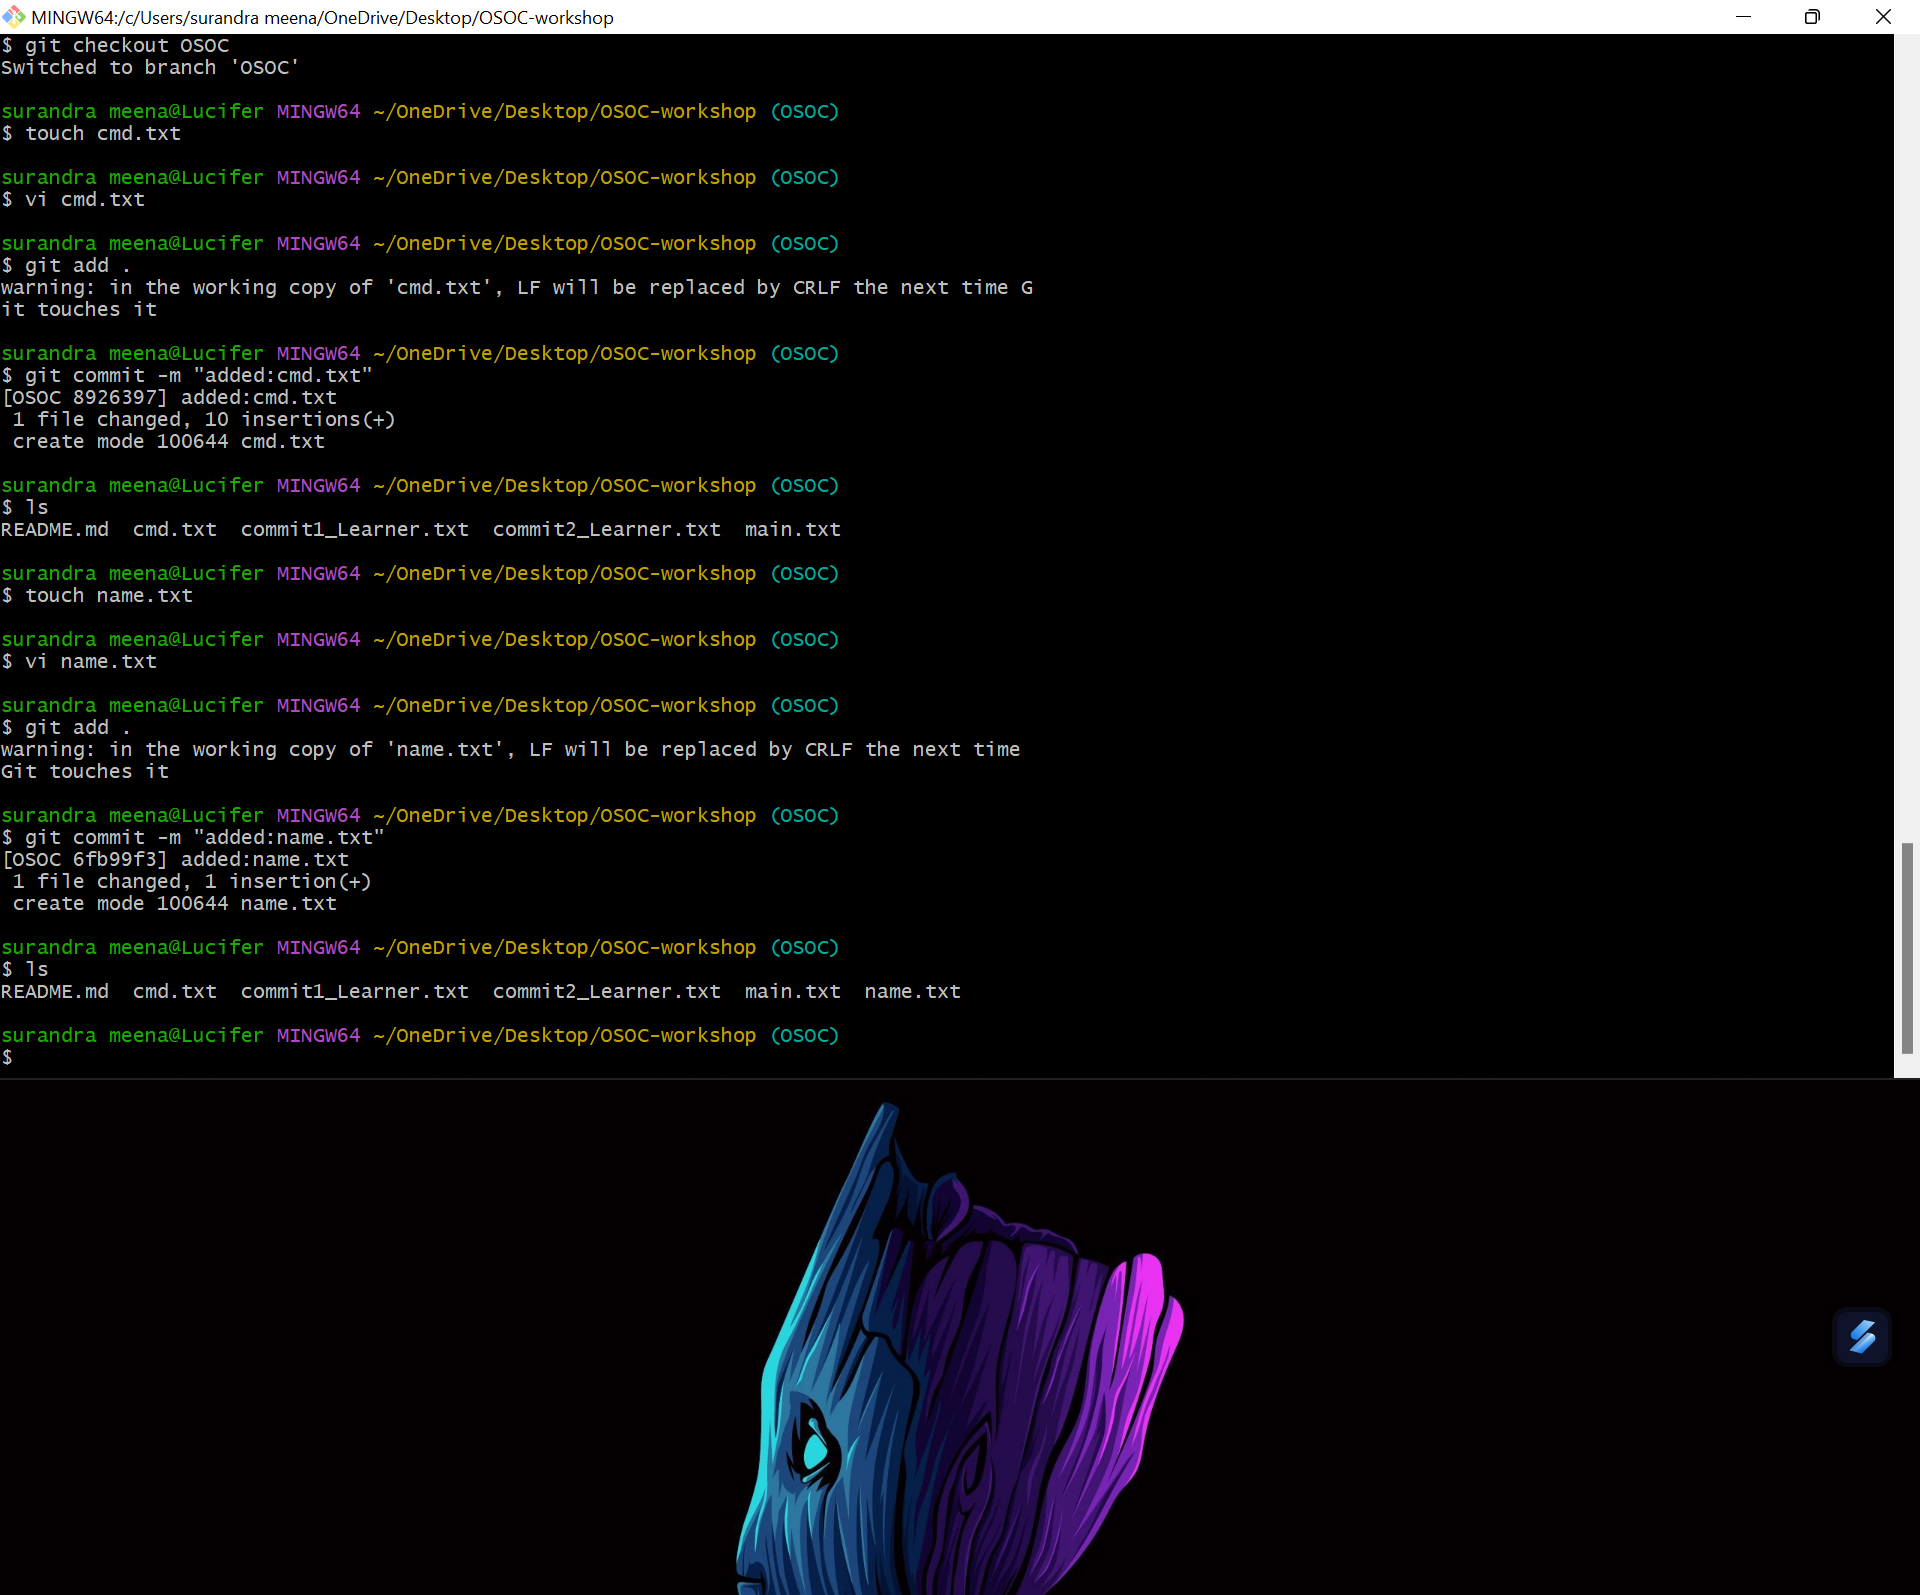 MINGW64:/c/Users/surandra meena/OneDrive/Desktop/OSOC-workshop
$ git checkout OSOC
Switched to branch 'OSOC'
surandra meena@Lucifer MINGW64 ~/OneDrive/Desktop/OSOC-workshop (OSOC)
$ touch cmd.txt
surandra meena@Lucifer MINGW64 ~/OneDrive/Desktop/OSOC-workshop (OSOC)
$ vi cmd.txt
surandra meena@Lucifer MINGW64 ~/OneDrive/Desktop/OSOC-workshop (OSOC)
$ git add .
warning: in the working copy of 'cmd.txt', LF will be replaced by CRLF the next time G
it touches it
surandra meena@Lucifer MINGW64 ~/OneDrive/Desktop/OSOC-workshop (OSOC)
$ git commit -m "added:cmd.txt"
[OSOC 8926397] added:cmd.txt
1 file changed, 10 insertions(+)
create mode 100644 cmd.txt
surandra meena@Lucifer MINGW64 ~/OneDrive/Desktop/OSOC-workshop (OSOC)
$ ls
README.md  cmd.txt  commit1_Learner.txt  commit2_Learner.txt  main.txt
surandra meena@Lucifer MINGW64 ~/OneDrive/Desktop/OSOC-workshop (OSOC)
$ touch name.txt
surandra meena@Lucifer MINGW64 ~/OneDrive/Desktop/OSOC-workshop (OSOC)
$ vi name.txt
surandra meena@Lucifer MINGW64 ~/OneDrive/Desktop/OSOC-workshop (OSOC)
$ git add .
warning: in the working copy of 'name.txt', LF will be replaced by CRLF the next time
Git touches it
surandra meena@Lucifer MINGW64 ~/OneDrive/Desktop/OSOC-workshop (OSOC)
$ git commit -m "added:name.txt"
[OSOC 6fb99f3] added:name.txt
1 file changed, 1 insertion(+)
create mode 100644 name.txt
surandra meena@Lucifer MINGW64 ~/OneDrive/Desktop/OSOC-workshop (OSOC)
$ ls
README.md  cmd.txt  commit1_Learner.txt  commit2_Learner.txt  main.txt  name.txt
surandra meena@Lucifer MINGW64 ~/OneDrive/Desktop/OSOC-workshop (OSOC)
$